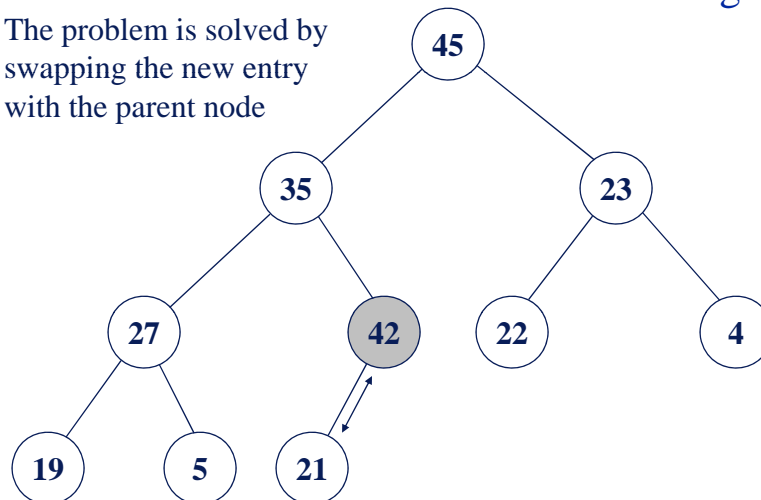 The problem is solved by
swapping the new entry
with the parent node
45
35 23
27 42 22 4
19 5 21